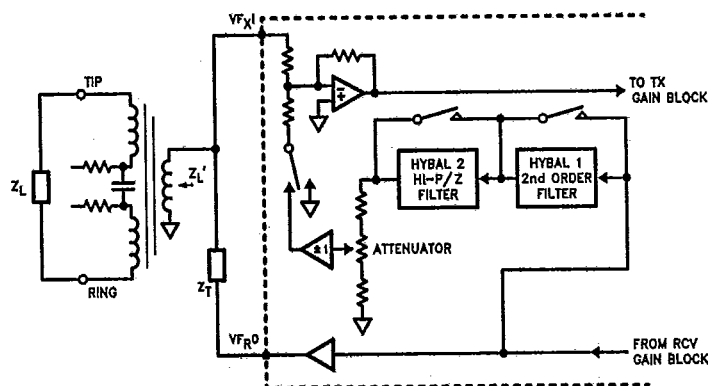 VFXI
TO TX
GAIN BLOCK
TIP
ZL
ZL'
HYBAL 2
HI-P/Z
FILTER
HYBAL 1
2nd ORDER
FILTER
±1
ATTENUATOR
ZT
RING
VFRO
FROM RCV
GAIN BLOCK